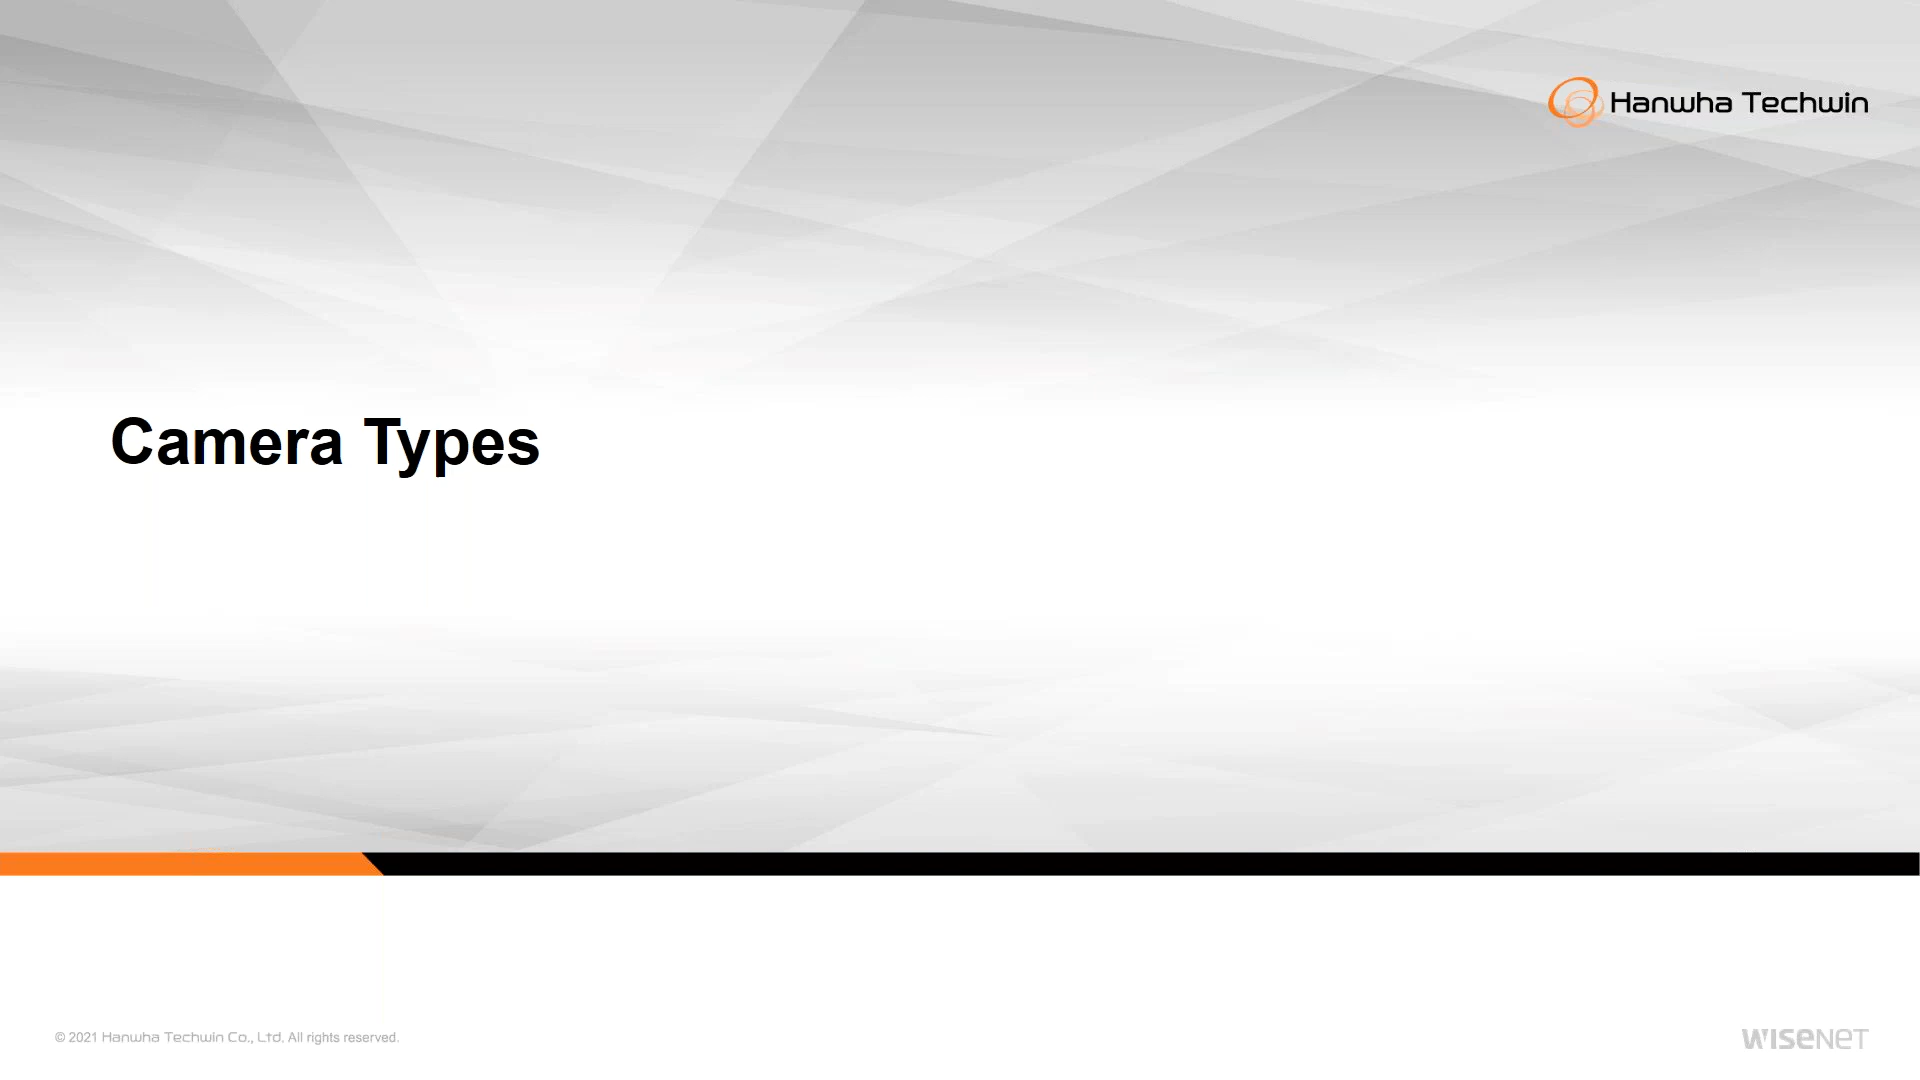 Hanwha Techwin
Camera Types
© 2021 Hanwha Techwin Co., Ltd. All rights reserved.
WISENET